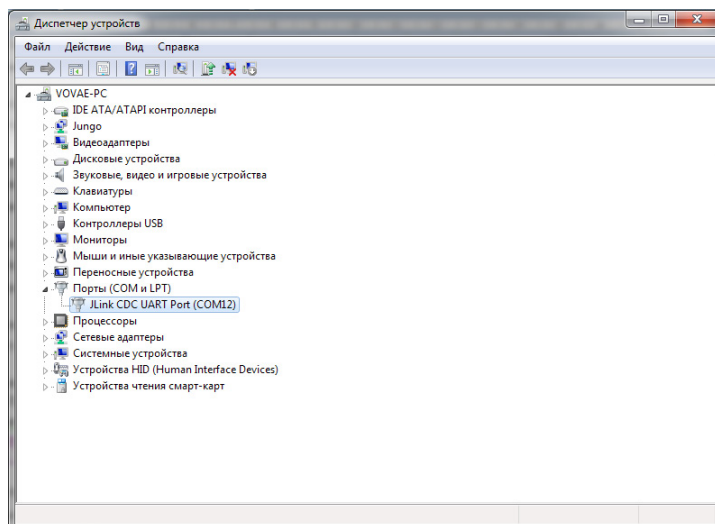 Диспетчер устройств
Файл Действие Вид Справка
VOVAE-PC
IDE ATA/ATAPI контроллеры
Jungo
Видеоадаптеры
Дисковые устройства
Звуковые, видео и игровые устройства
Клавиатуры
Компьютер
Контроллеры USB
Мониторы
Мыши и иные указывающие устройства
Переносные устройства
Порты (COM и LPT)
JLink CDC UART Port (COM12)
Процессоры
Сетевые адаптеры
Системные устройства
Устройства HID (Human Interface Devices)
Устройства чтения смарт-карт